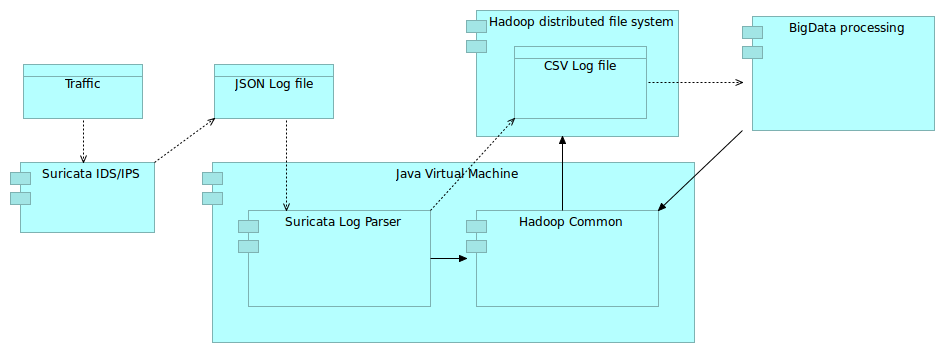 Hadoop distributed file system
BigData processing
CSV Log file
Traffic
JSON Log file
Suricata IDS/IPS
Java Virtual Machine
Suricata Log Parser
Hadoop Common